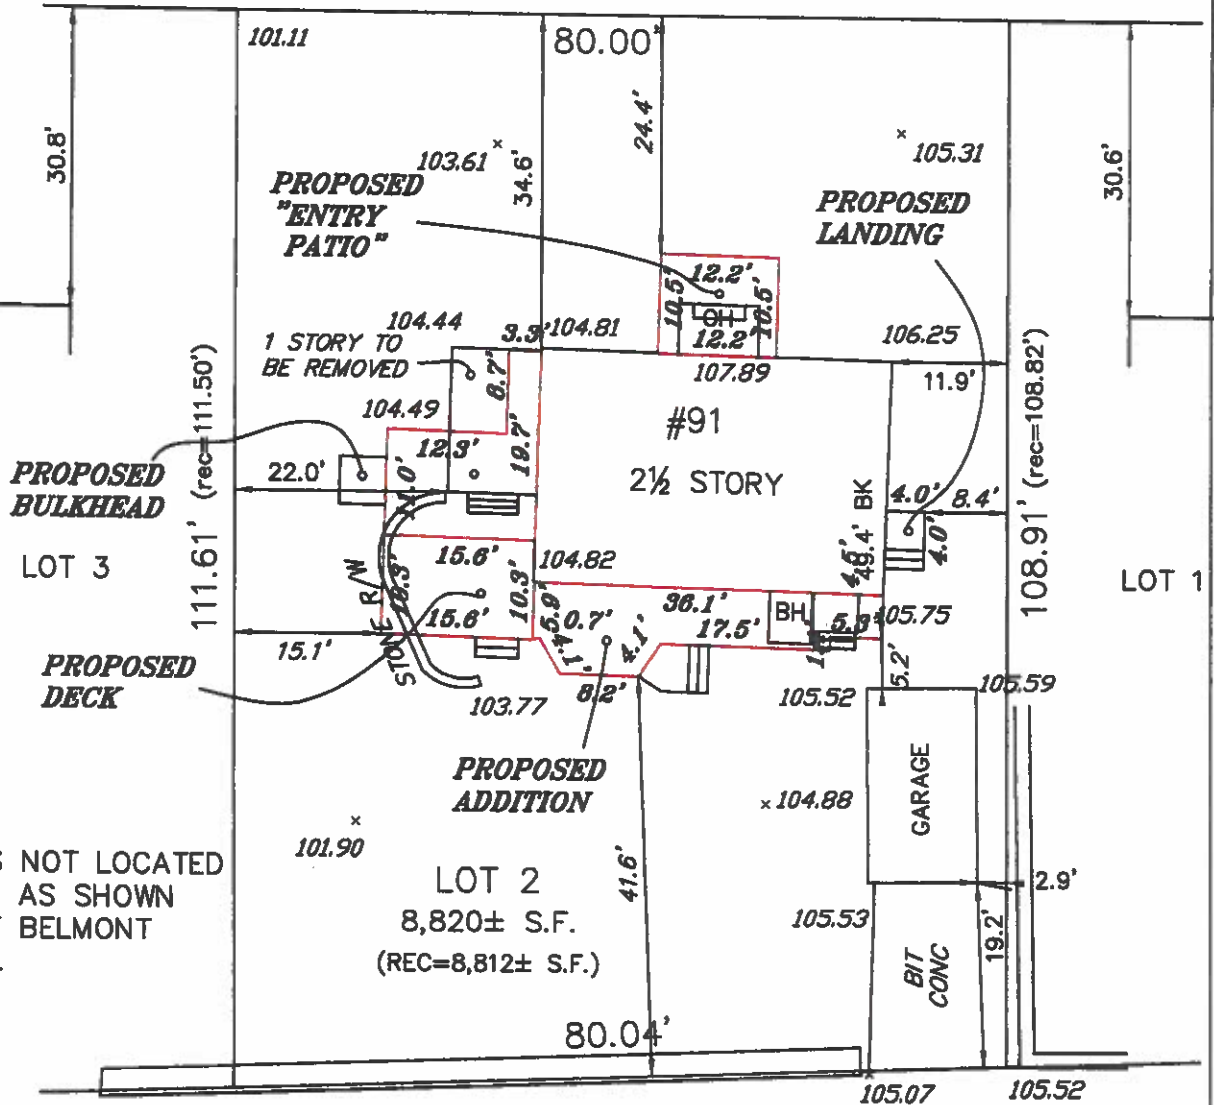 101.11
80.00'
30.8'
103.61
34.6'
24.4'
105.31
30.6'
PROPOSED
"ENTRY
PATIO"
PROPOSED
LANDING
12.2'
10.5'
10.5'
OH
12.2'
104.44
3.3'
104.81
106.25
1 STORY TO
BE REMOVED
8.7'
107.89
11.9'
111.61' (rec=111.50')
108.91' (rec=108.82')
104.49
#91
2½ STORY
12.3'
19.7'
PROPOSED
BULKHEAD
22.0'
BK
4.0'
8.4'
4.0'
49.4'
4.5'
LOT 3
LOT 1
15.6'
104.82
STONE R/W
10.3'
5.9'
36.1'
BH
15.6'
0.7'
17.5'
5.3'
105.75
15.1'
4.1'
8.2'
5.2'
PROPOSED
DECK
103.77
105.52
105.59
PROPOSED
ADDITION
GARAGE
104.88
101.90
NOT LOCATED
AS SHOWN
BELMONT
LOT 2
8,820± S.F.
(REC=8,812± S.F.)
41.6'
2.9'
105.53
19.2'
BIT
CONC
80.04'
105.07
105.52